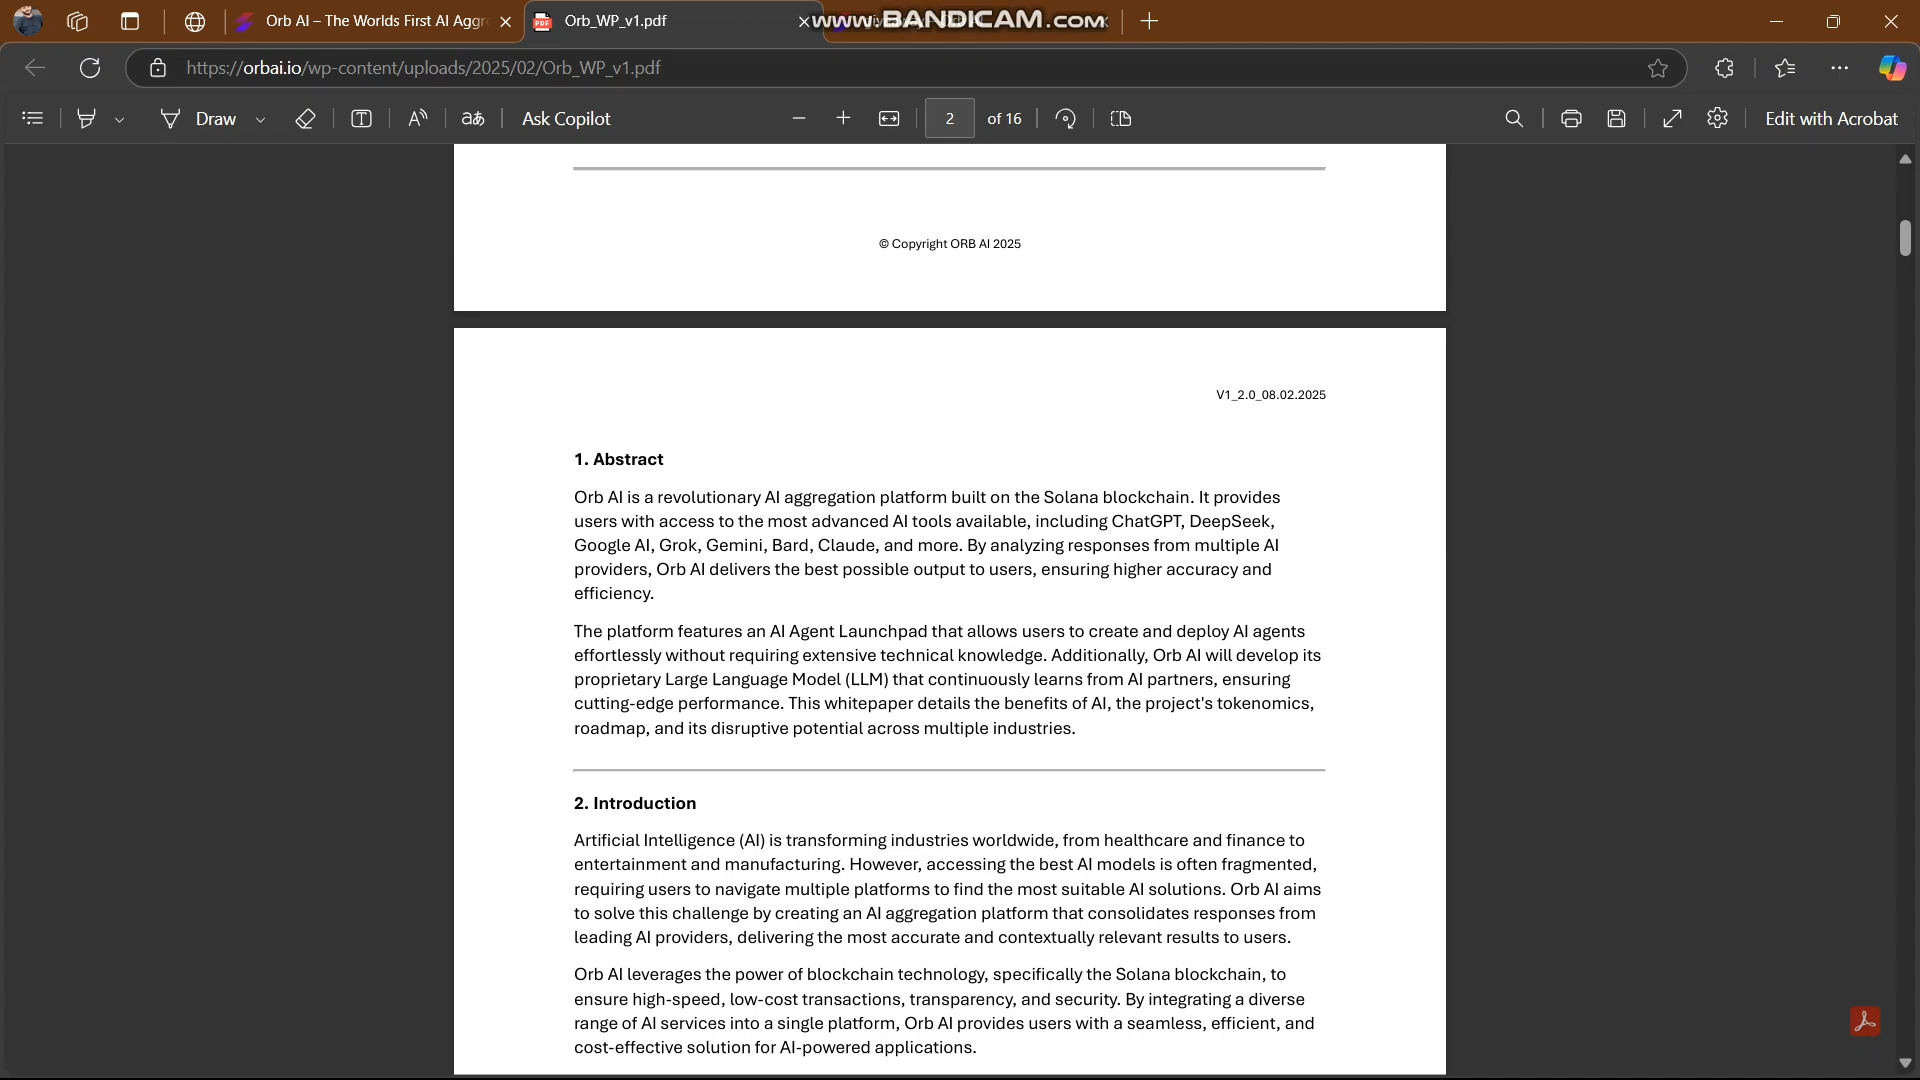 Orb AI – The Worlds First AI Aggr
Orb_WP_v1.pdf
www.BANDICAM.com
https://orbai.io/wp-content/uploads/2025/02/Orb_WP_v1.pdf
Draw
Ask Copilot
2 of 16
Edit with Acrobat
© Copyright ORB AI 2025
V1_2.0_08.02.2025
1. Abstract
Orb AI is a revolutionary AI aggregation platform built on the Solana blockchain. It provides
users with access to the most advanced AI tools available, including ChatGPT, DeepSeek,
Google AI, Grok, Gemini, Bard, Claude, and more. By analyzing responses from multiple AI
providers, Orb AI delivers the best possible output to users, ensuring higher accuracy and
efficiency.
The platform features an AI Agent Launchpad that allows users to create and deploy AI agents
effortlessly without requiring extensive technical knowledge. Additionally, Orb AI will develop its
proprietary Large Language Model (LLM) that continuously learns from AI partners, ensuring
cutting-edge performance. This whitepaper details the benefits of AI, the project's tokenomics,
roadmap, and its disruptive potential across multiple industries.
2. Introduction
Artificial Intelligence (AI) is transforming industries worldwide, from healthcare and finance to
entertainment and manufacturing. However, accessing the best AI models is often fragmented,
requiring users to navigate multiple platforms to find the most suitable AI solutions. Orb AI aims
to solve this challenge by creating an AI aggregation platform that consolidates responses from
leading AI providers, delivering the most accurate and contextually relevant results to users.
Orb AI leverages the power of blockchain technology, specifically the Solana blockchain, to
ensure high-speed, low-cost transactions, transparency, and security. By integrating a diverse
range of AI services into a single platform, Orb AI provides users with a seamless, efficient, and
cost-effective solution for AI-powered applications.